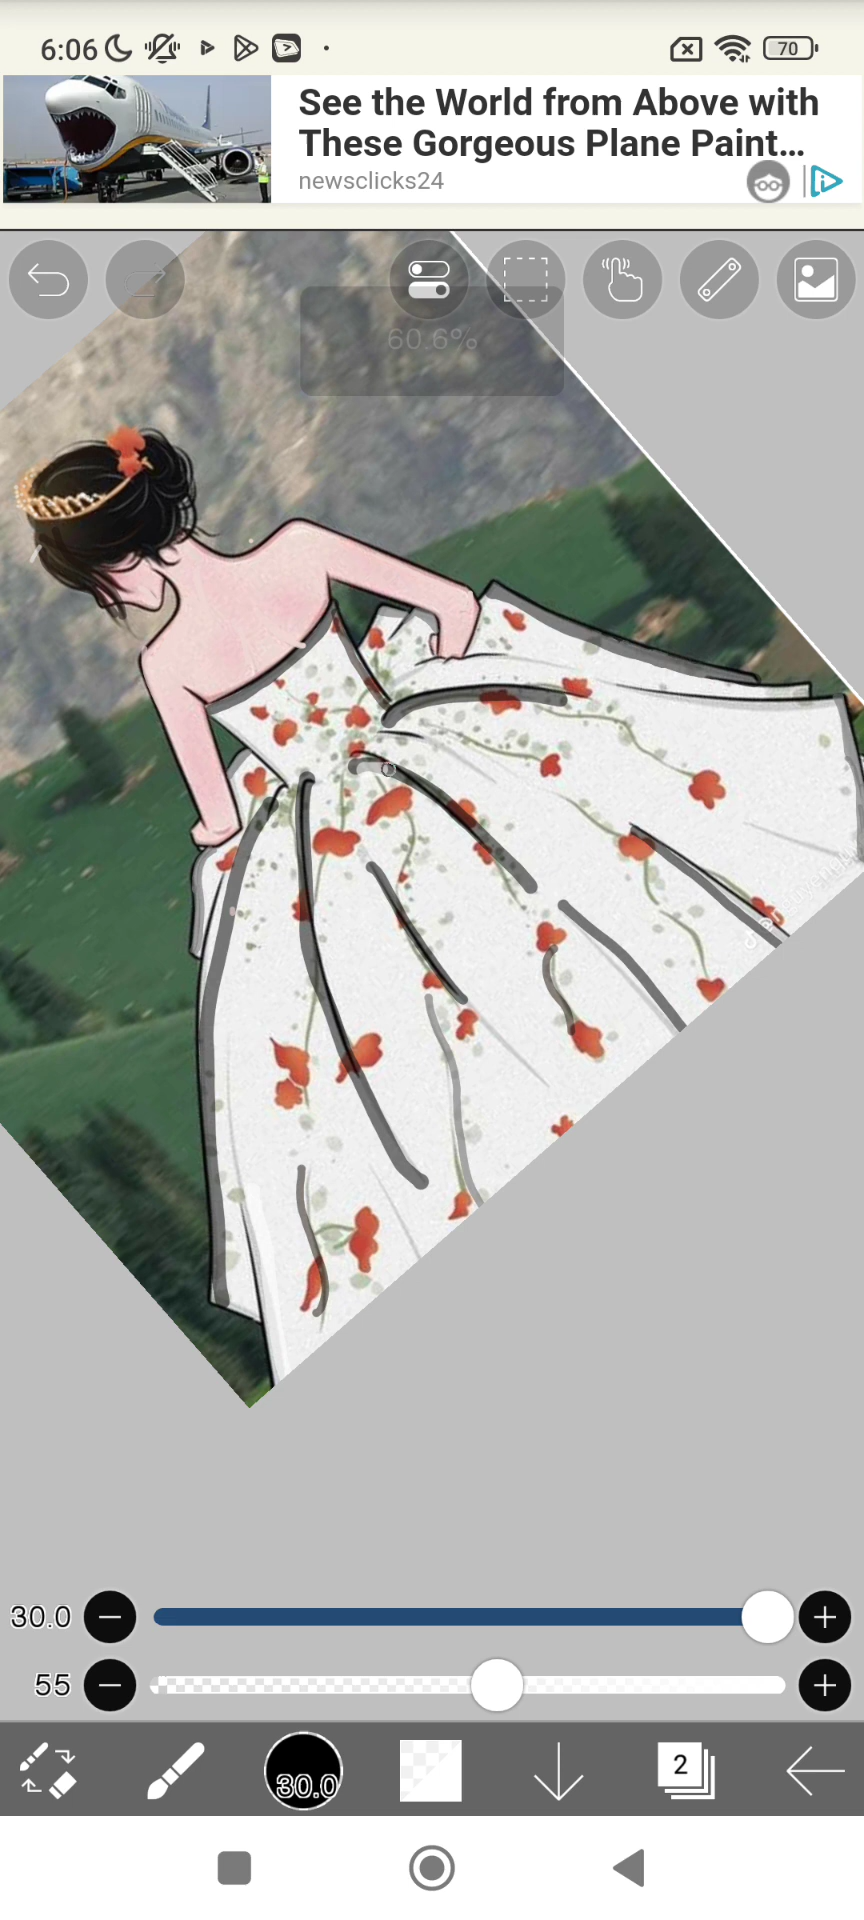 6:06
70
See the World from Above with
These Gorgeous Plane Paint...
newsclicks24
60.6%
30.0
55
30.0
2